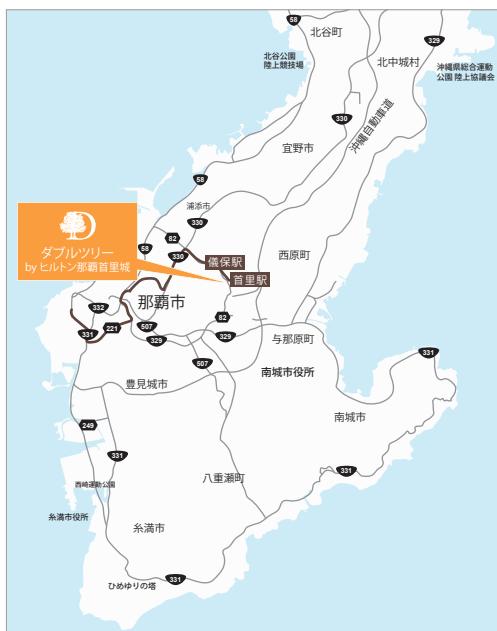 58
北谷町
329
北谷公園
陸上競技場
北中城村
沖縄県総合運動
公園 陸上協議会
330
沖縄自動車道
宜野市
58
浦添市
330
D
ダブルツリー
by ヒルトン那覇首里城
58
82
330
儀保駅
首里駅
西原町
332
那覇市
331
221
507
329
82
329
与那原町
507
331
豊見城市
南城市役所
南城市
249
331
331
西崎運動公園
八重瀬町
糸満市役所
糸満市
331
ひめゆりの塔